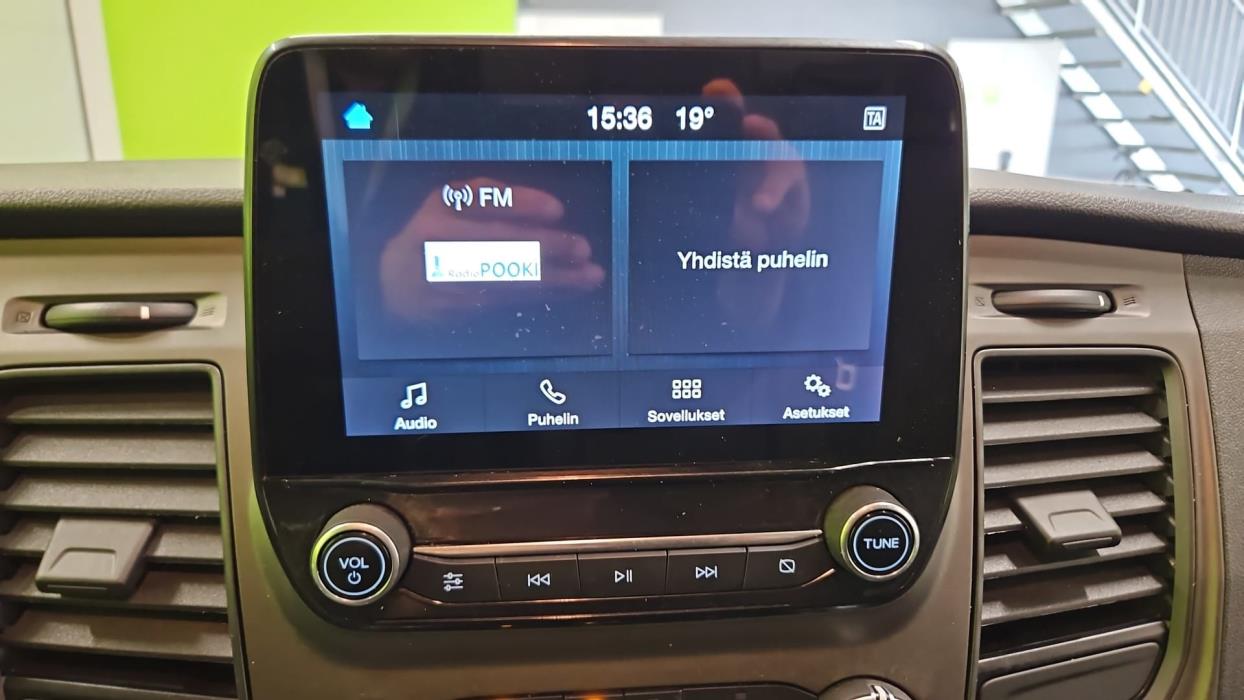 15:36 19° TA
FM
Radio POOKI
Yhdistä puhelin
Audio
Puhelin
Sovellukset
Asetukset
VOL
TUNE